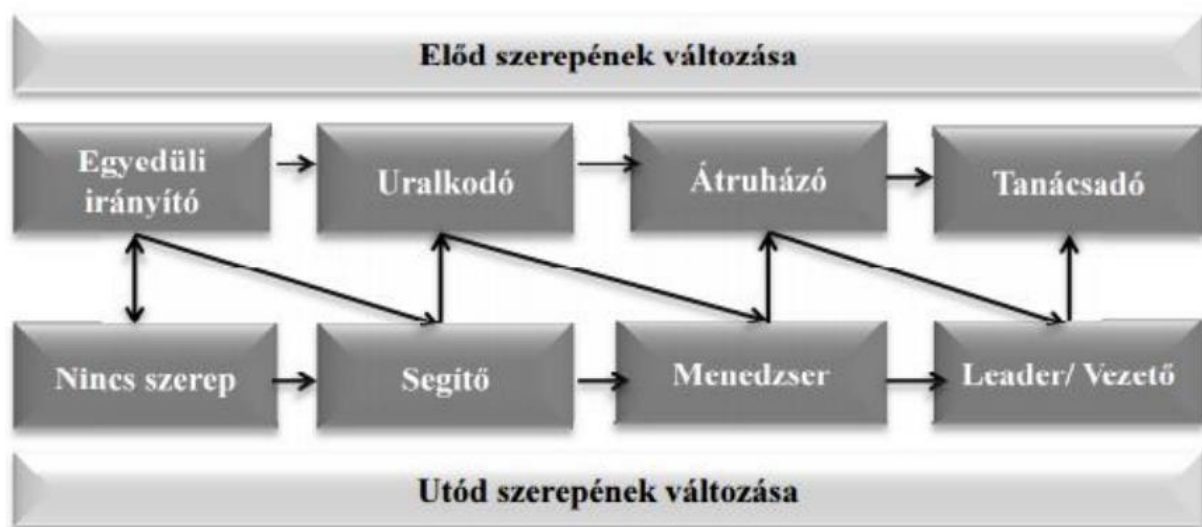 Előd szerepének változása
Egyedüli
irányító
Uralkodó
Átruházó
Tanácsadó
Nincs szerep
Segítő
Menedzser
Leader/ Vezető
Utód szerepének változása